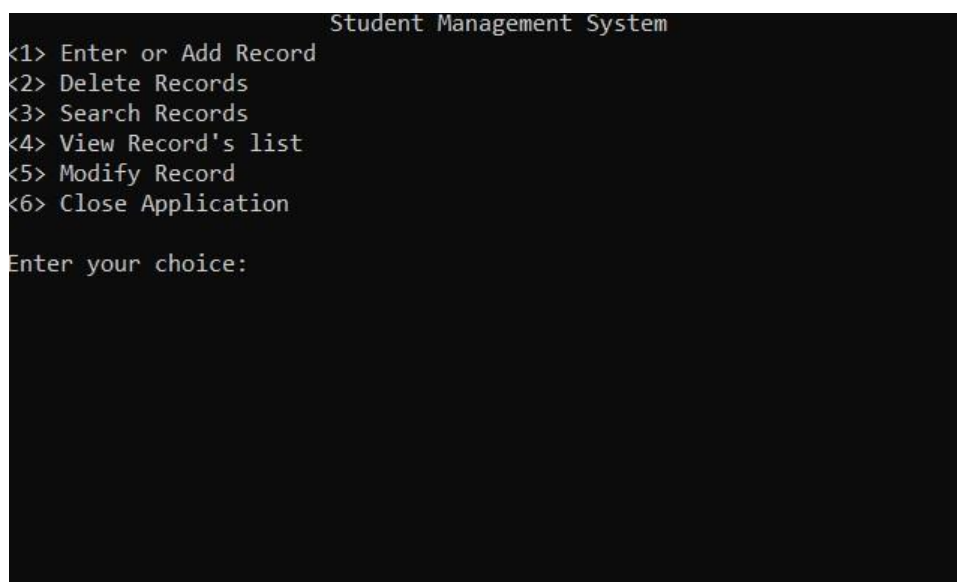 Student Management System
<1> Enter or Add Record
<2> Delete Records
<3> Search Records
<4> View Record's list
<5> Modify Record
<6> Close Application
Enter your choice: